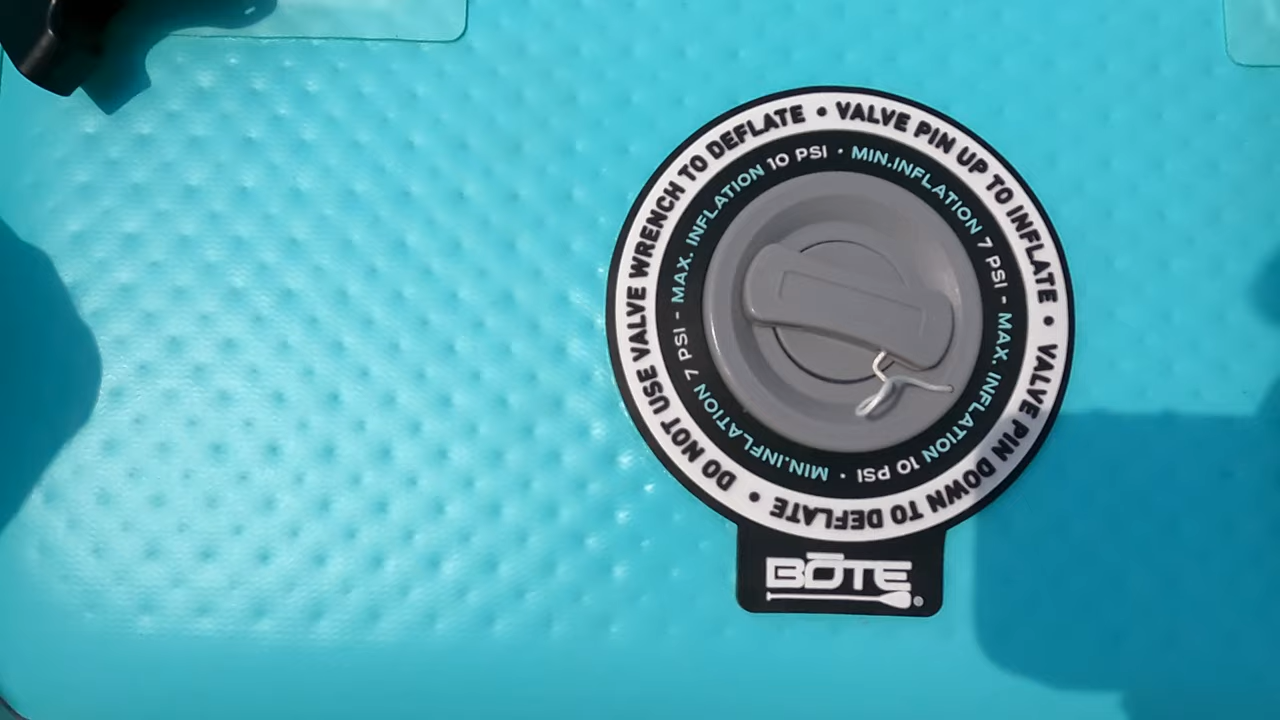 DO NOT USE VALVE WRENCH TO DEFLATE • VALVE PIN UP TO INFLATE • VALVE PIN DOWN TO DEFLATE •
MIN.INFLATION 7 PSI - MAX. INFLATION 10 PSI • MIN.INFLATION 7 PSI - MAX. INFLATION 10 PSI •
BŌTE®